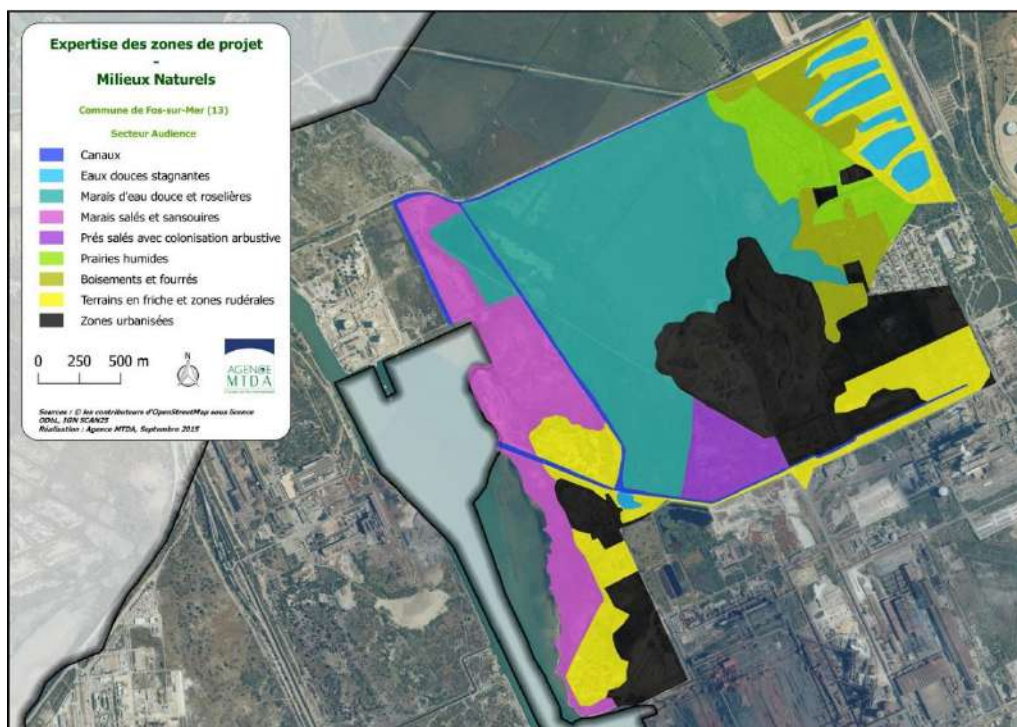 Expertise des zones de projet
-
Milieux Naturels
Commune de Fos-sur-Mer (13)
Secteur Audience
Canaux
Eaux douces stagnantes
Marais d'eau douce et roselières
Marais salés et sansouires
Prés salés avec colonisation arbustive
Prairies humides
Boisements et fourrés
Terrains en friche et zones rudérales
Zones urbanisées
0 250 500 m
N
AGENCE
MTDA
Sources : © les contributeurs d'OpenStreetMap sous licence
ODbL, IGN SCAN25
Réalisation : Agence MTDA, Septembre 2015